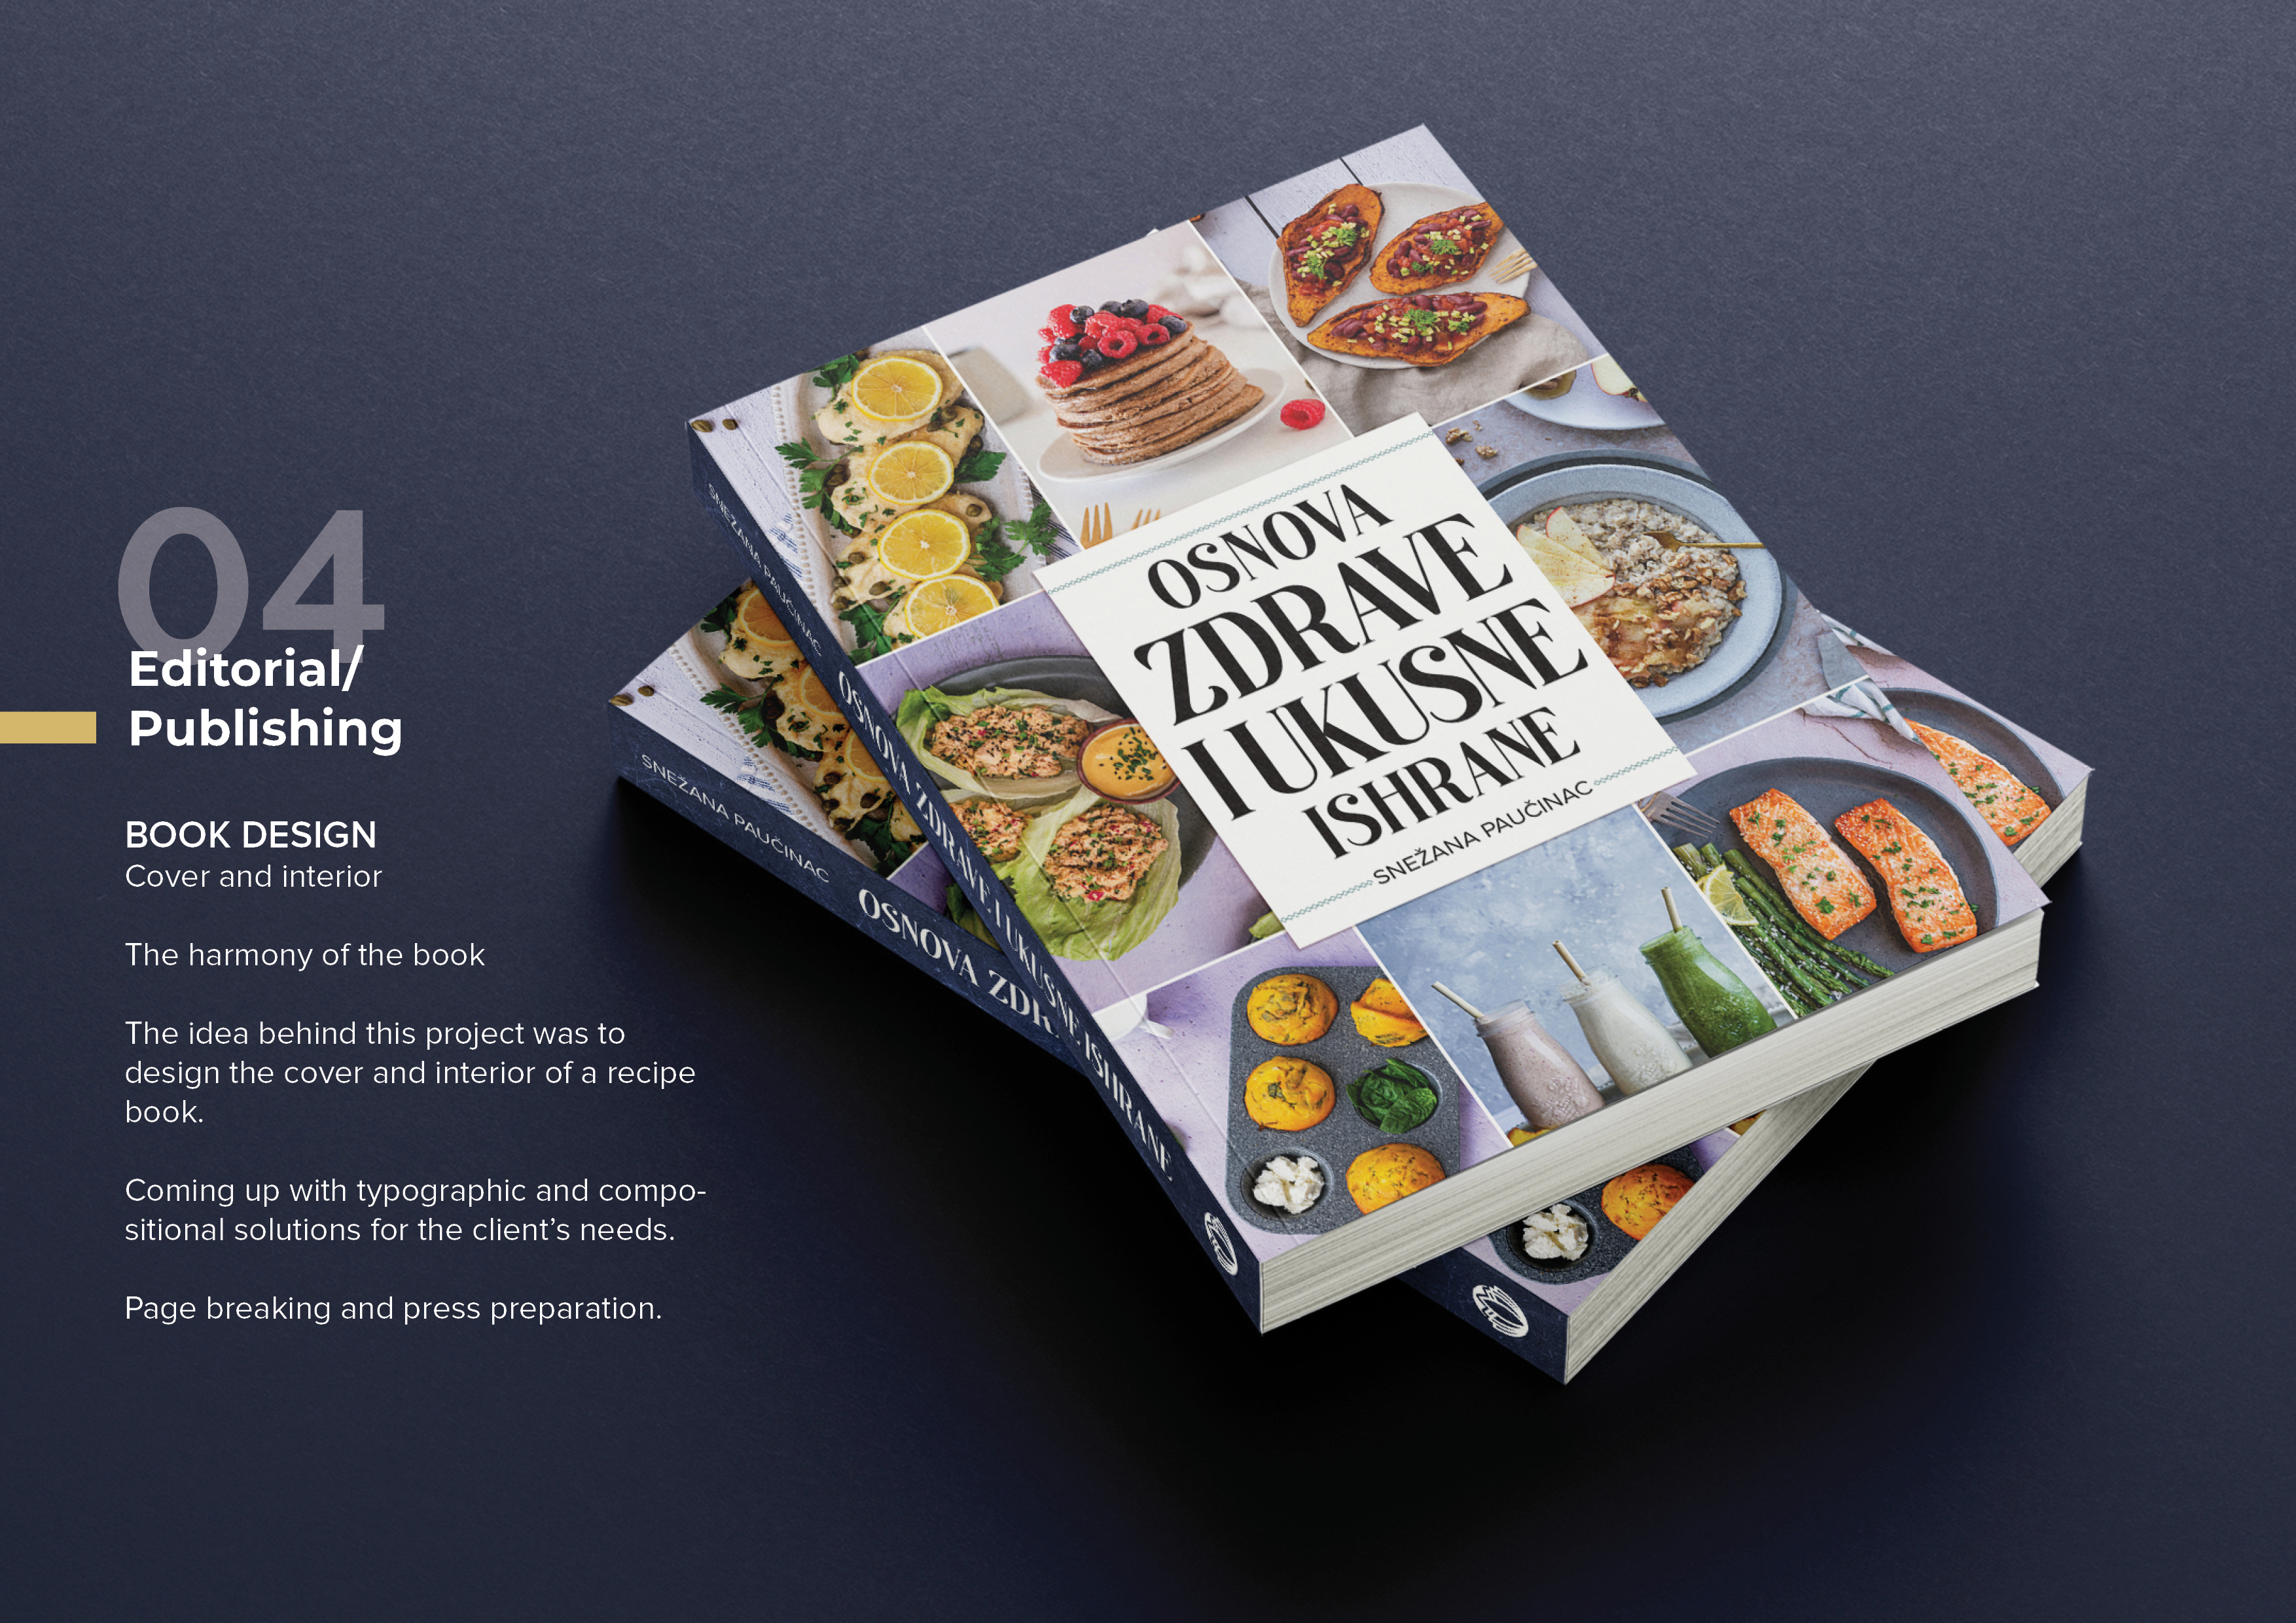 04
Editorial/
Publishing
BOOK DESIGN
Cover and interior
The harmony of the book
The idea behind this project was to
design the cover and interior of a recipe
book.
Coming up with typographic and compo-
sitional solutions for the client’s needs.
Page breaking and press preparation.
OSNOVA
ZDRAVE
I UKUSNE
ISHRANE
SNEŽANA PAUČINAC
SNEŽANA PAUČINAC
OSNOVA ZDRAVE I UKUSNE ISHRANE
SNEŽANA PAUČINAC
OSNOVA ZDR